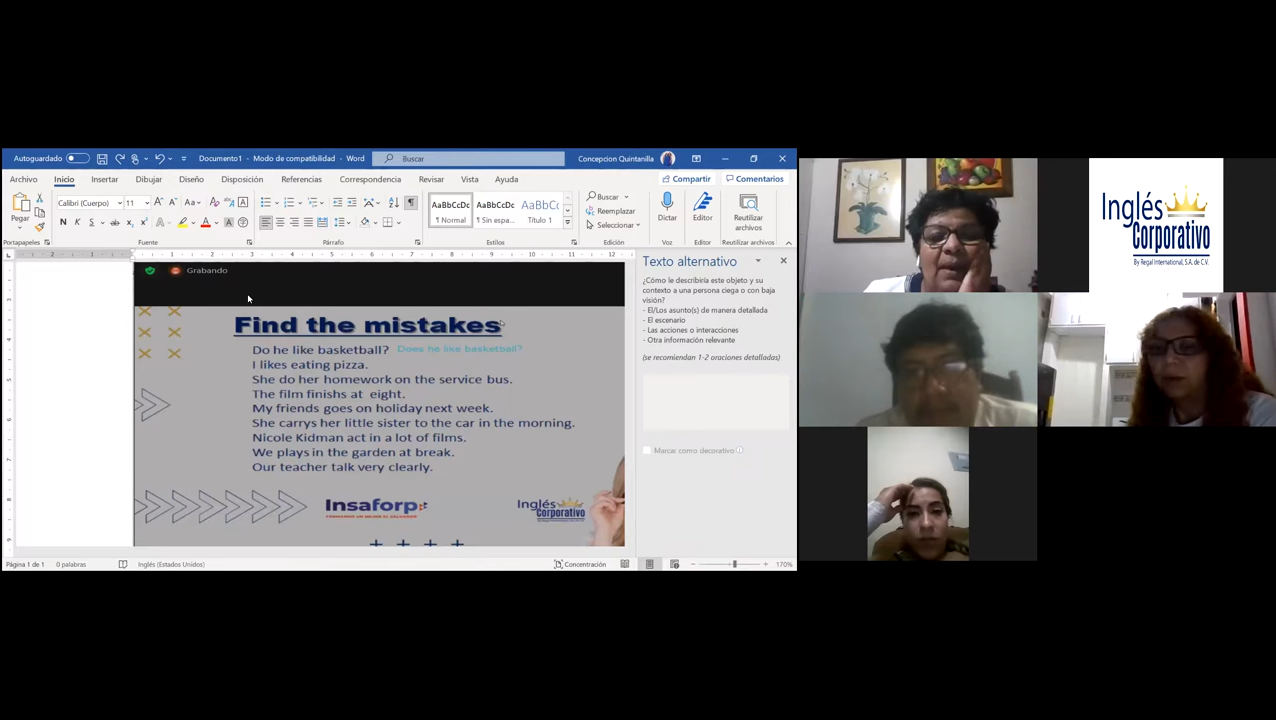 Autoguardado
Documento1 - Modo de compatibilidad - Word
Buscar
Concepcion Quintanilla
Archivo Inicio Insertar Dibujar Diseño Disposición Referencias Correspondencia Revisar Vista Ayuda
Compartir Comentarios
Pegar
Calibri (Cuerpo) 11
AaBbCcDc AaBbCcDc AaBbCc
¶ Normal ¶ Sin espa... Título 1
Buscar
Reemplazar
Seleccionar
Dictar
Editor
Reutilizar archivos
Portapapeles Fuente Párrafo Estilos Edición Voz Editor Reutilizar archivos
Grabando
Find the mistakes
Do he like basketball? Does he like basketball?
I likes eating pizza.
She do her homework on the service bus.
The film finishs at eight.
My friends goes on holiday next week.
She carrys her little sister to the car in the morning.
Nicole Kidman act in a lot of films.
We plays in the garden at break.
Our teacher talk very clearly.
Insaforp
Inglés
Corporativo
Texto alternativo
¿Cómo le describiría este objeto y su
contexto a una persona ciega o con baja
visión?
- El/Los asunto(s) de manera detallada
- El escenario
- Las acciones o interacciones
- Otra información relevante
(se recomiendan 1-2 oraciones detalladas)
Marcar como decorativo
Página 1 de 1 0 palabras Inglés (Estados Unidos)
Concentración
170%
Inglés
Corporativo
By Regal International, S.A. de C.V.